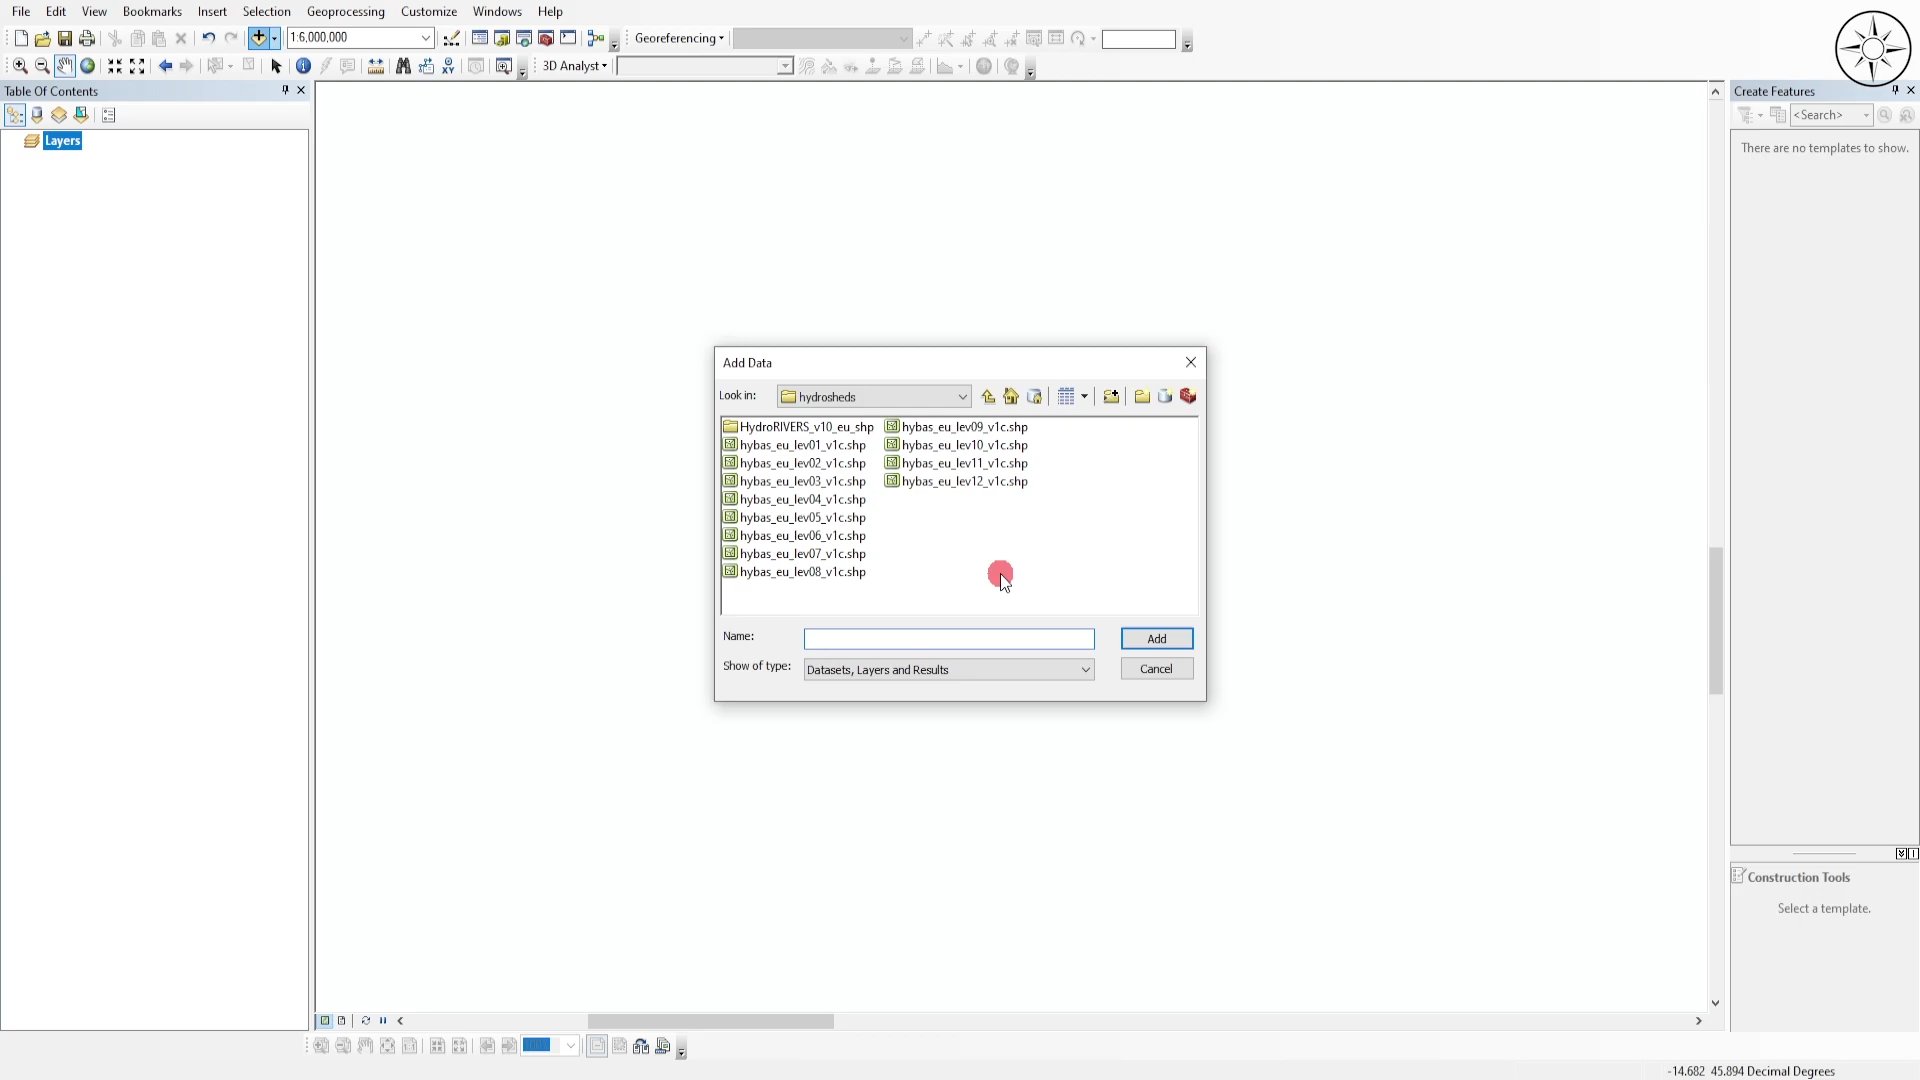 File Edit View Bookmarks Insert Selection Geoprocessing Customize Windows Help
1:6,000,000 Georeferencing
3D Analyst
Table Of Contents
Create Features
<Search>
Layers
There are no templates to show.
Add Data
Look in: hydrosheds
HydroRIVERS_v10_eu_shp hybas_eu_lev09_v1c.shp
hybas_eu_lev01_v1c.shp hybas_eu_lev10_v1c.shp
hybas_eu_lev02_v1c.shp hybas_eu_lev11_v1c.shp
hybas_eu_lev03_v1c.shp hybas_eu_lev12_v1c.shp
hybas_eu_lev04_v1c.shp
hybas_eu_lev05_v1c.shp
hybas_eu_lev06_v1c.shp
hybas_eu_lev07_v1c.shp
hybas_eu_lev08_v1c.shp
Name: Add
Show of type: Datasets, Layers and Results Cancel
Construction Tools
Select a template.
-14.682 45.894 Decimal Degrees